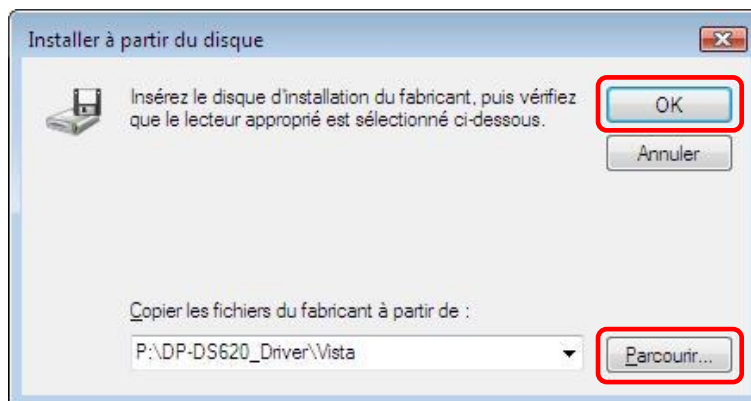 Installer à partir du disque
Insérez le disque d'installation du fabricant, puis vérifiez
que le lecteur approprié est sélectionné ci-dessous.
OK
Annuler
Copier les fichiers du fabricant à partir de :
P:\DP-DS620_Driver\Vista
Parcourir...